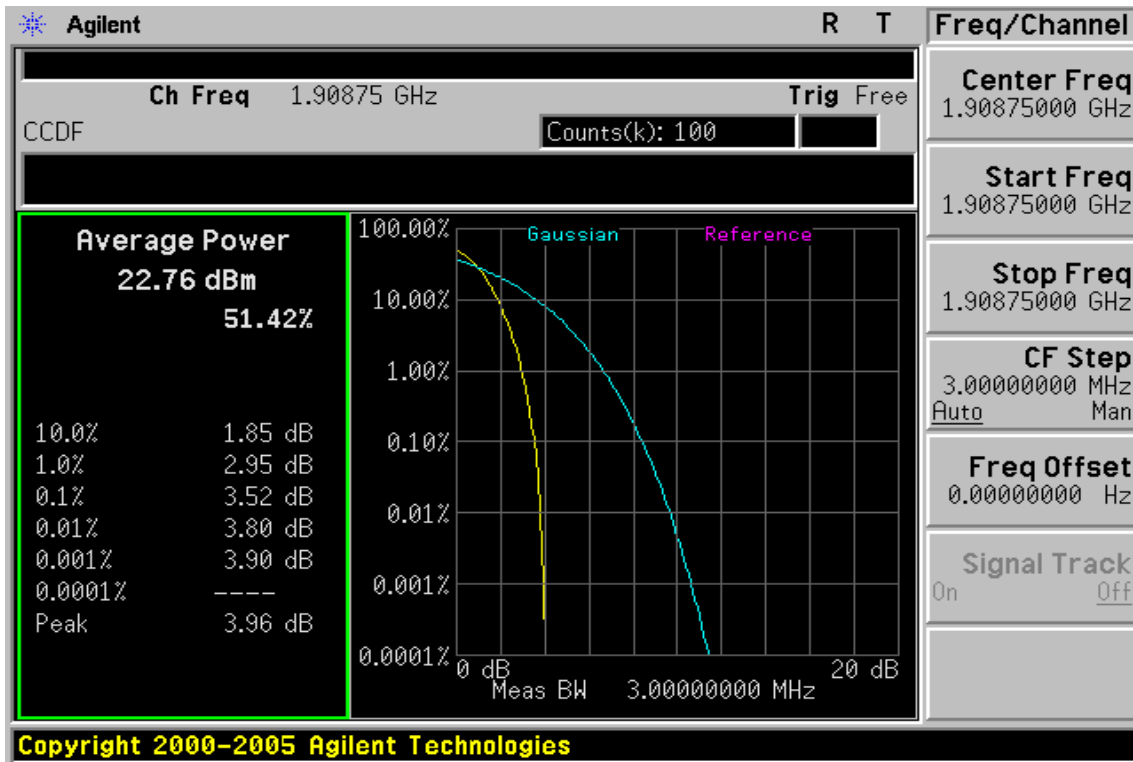 Agilent R T Freq/Channel
Ch Freq 1.90875 GHz Trig Free
CCDF Counts(k): 100
Center Freq
1.90875000 GHz
Start Freq
1.90875000 GHz
Stop Freq
1.90875000 GHz
CF Step
3.00000000 MHz
Auto Man
Freq Offset
0.00000000 Hz
Signal Track
On Off
Average Power
22.76 dBm
51.42%
10.0% 1.85 dB
1.0% 2.95 dB
0.1% 3.52 dB
0.01% 3.80 dB
0.001% 3.90 dB
0.0001% ----
Peak 3.96 dB
Gaussian Reference
100.00%
10.00%
1.00%
0.10%
0.01%
0.001%
0.0001%
0 dB 20 dB
Meas BW 3.00000000 MHz
Copyright 2000-2005 Agilent Technologies